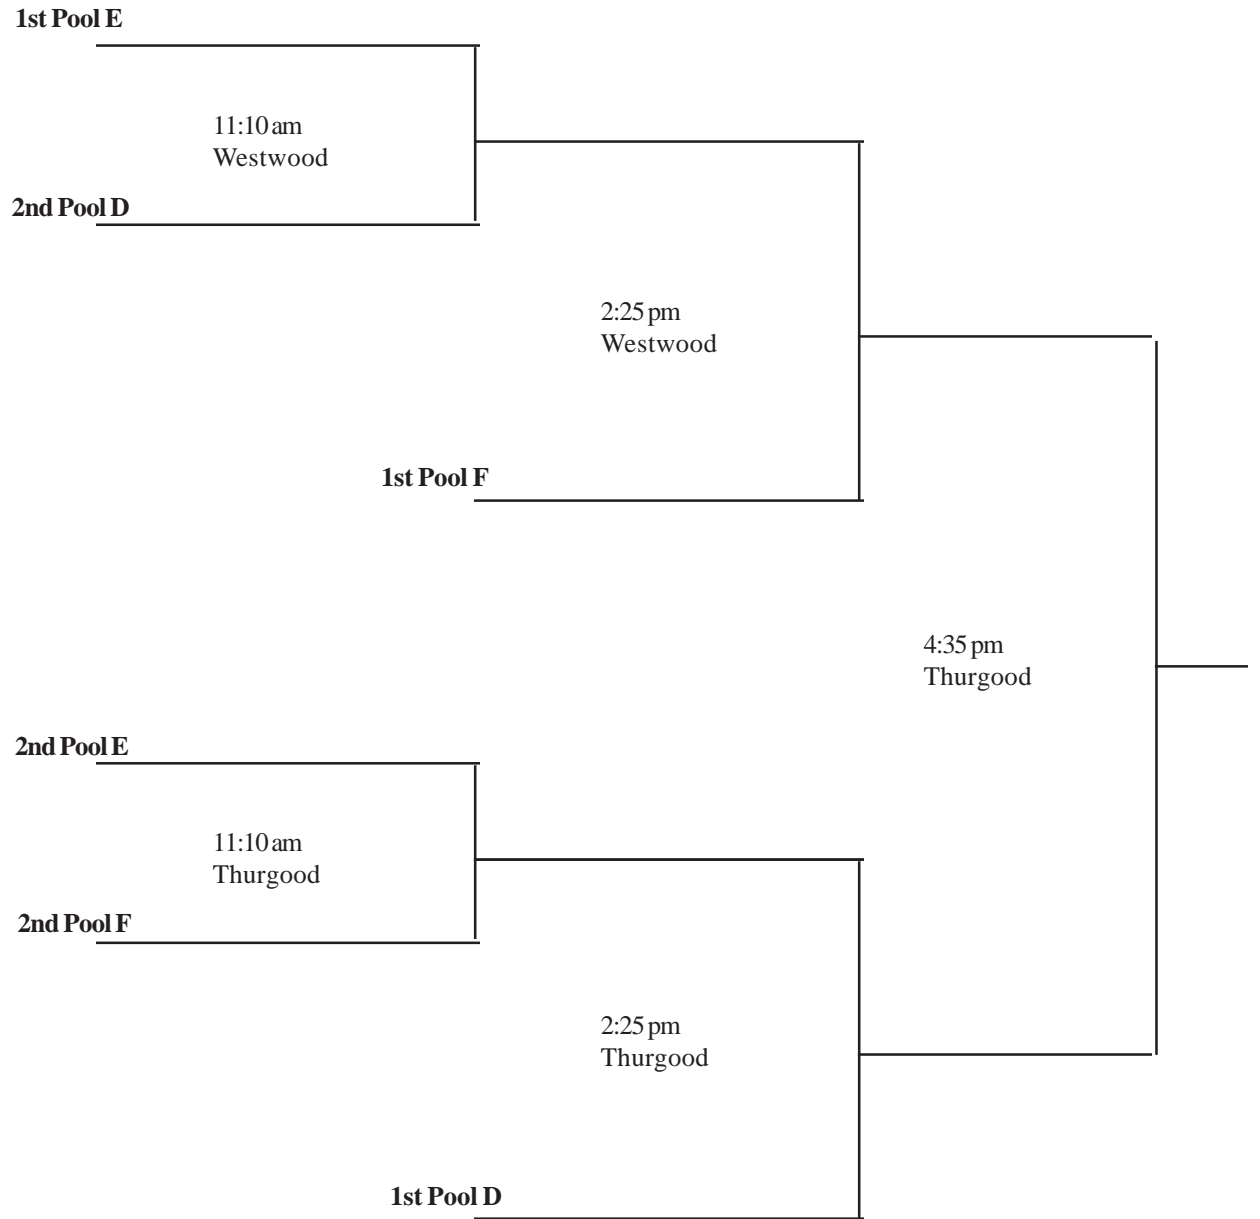 1st Pool E
11:10 am
Westwood
2nd Pool D
2:25 pm
Westwood
1st Pool F
4:35 pm
Thurgood
2nd Pool E
11:10 am
Thurgood
2nd Pool F
2:25 pm
Thurgood
1st Pool D